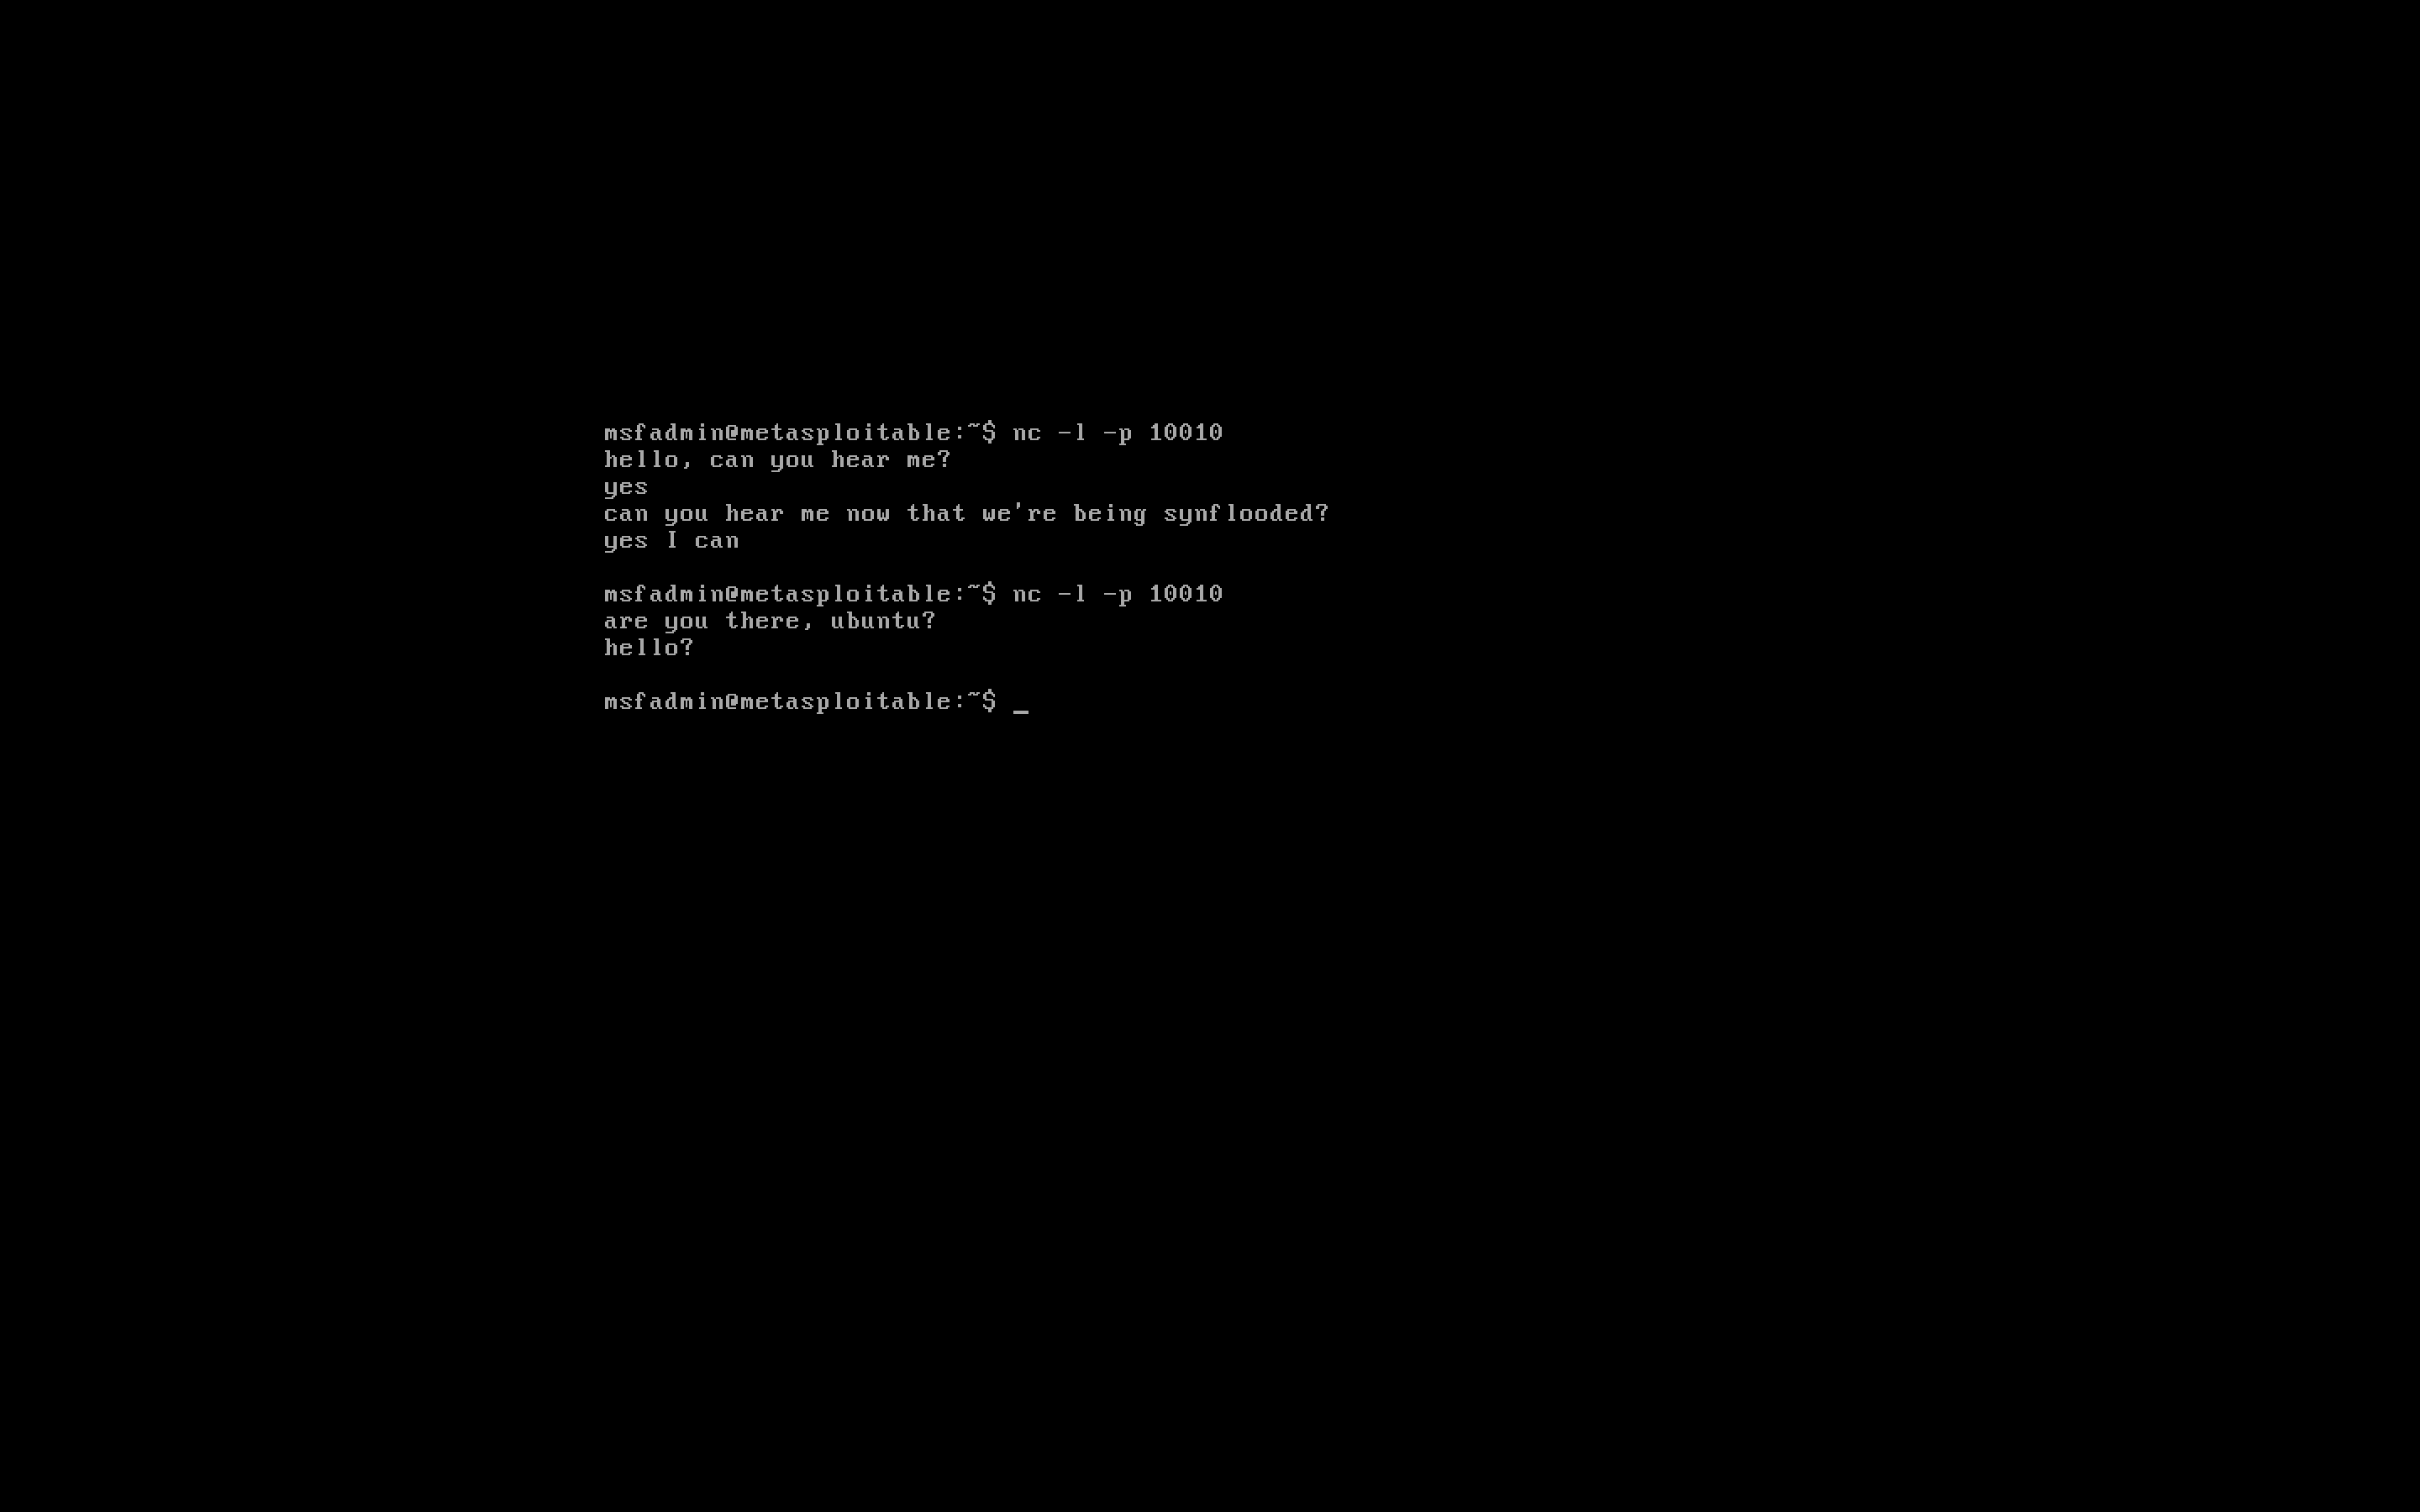 msfadmin@metasploitable:~$ nc -l -p 10010
hello, can you hear me?
yes
can you hear me now that we're being synflooded?
yes I can
msfadmin@metasploitable:~$ nc -l -p 10010
are you there, ubuntu?
hello?
msfadmin@metasploitable:~$ _